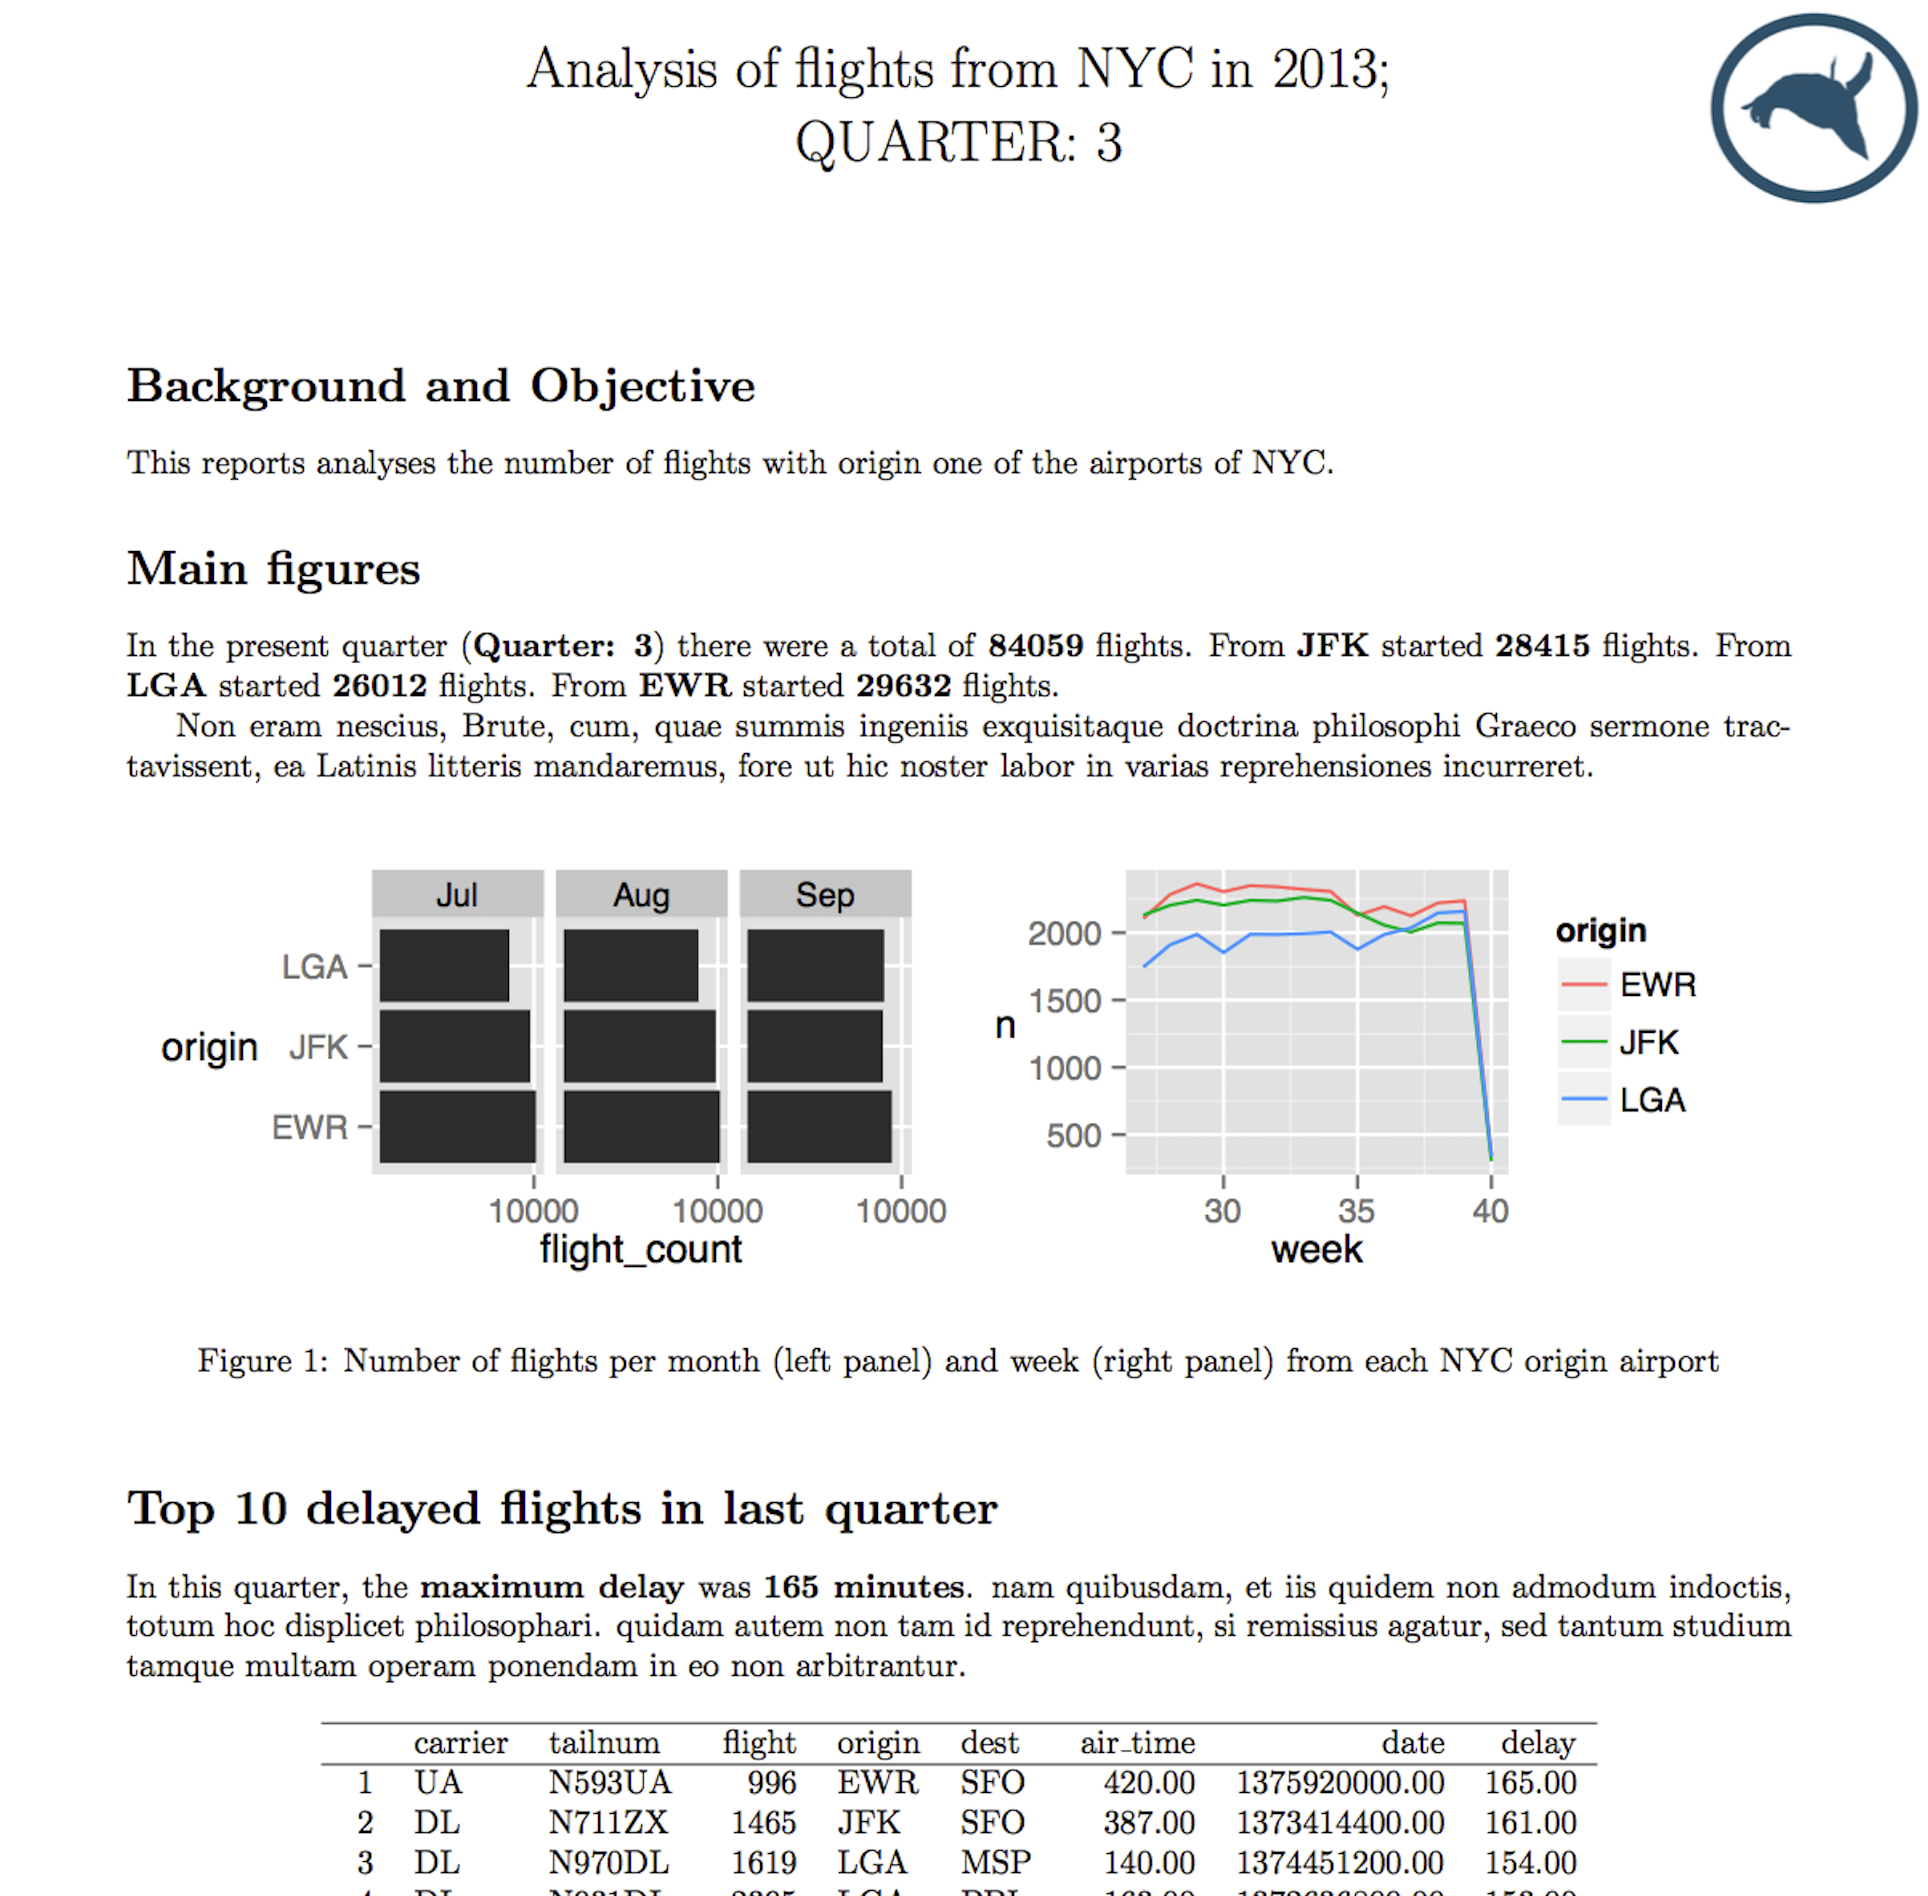 Analysis of flights from NYC in 2013;
QUARTER: 3
Background and Objective
This reports analyses the number of flights with origin one of the airports of NYC.
Main figures
In the present quarter (Quarter: 3) there were a total of 84059 flights. From JFK started 28415 flights. From
LGA started 26012 flights. From EWR started 29632 flights.
Non eram nescius, Brute, cum, quae summis ingeniis exquisitaque doctrina philosophi Graeco sermone trac-
tavissent, ea Latinis litteris mandaremus, fore ut hic noster labor in varias reprehensiones incurreret.
Jul Aug Sep
LGA
origin JFK
EWR
10000 10000 10000
flight_count
2000
1500
n
1000
500
30 35 40
week
origin
EWR
JFK
LGA
Figure 1: Number of flights per month (left panel) and week (right panel) from each NYC origin airport
Top 10 delayed flights in last quarter
In this quarter, the maximum delay was 165 minutes. nam quibusdam, et iis quidem non admodum indoctis,
totum hoc displicet philosophari. quidam autem non tam id reprehendunt, si remissius agatur, sed tantum studium
tamque multam operam ponendam in eo non arbitrantur.
carrier tailnum flight origin dest air_time date delay
1 UA N593UA 996 EWR SFO 420.00 1375920000.00 165.00
2 DL N711ZX 1465 JFK SFO 387.00 1373414400.00 161.00
3 DL N970DL 1619 LGA MSP 140.00 1374451200.00 154.00